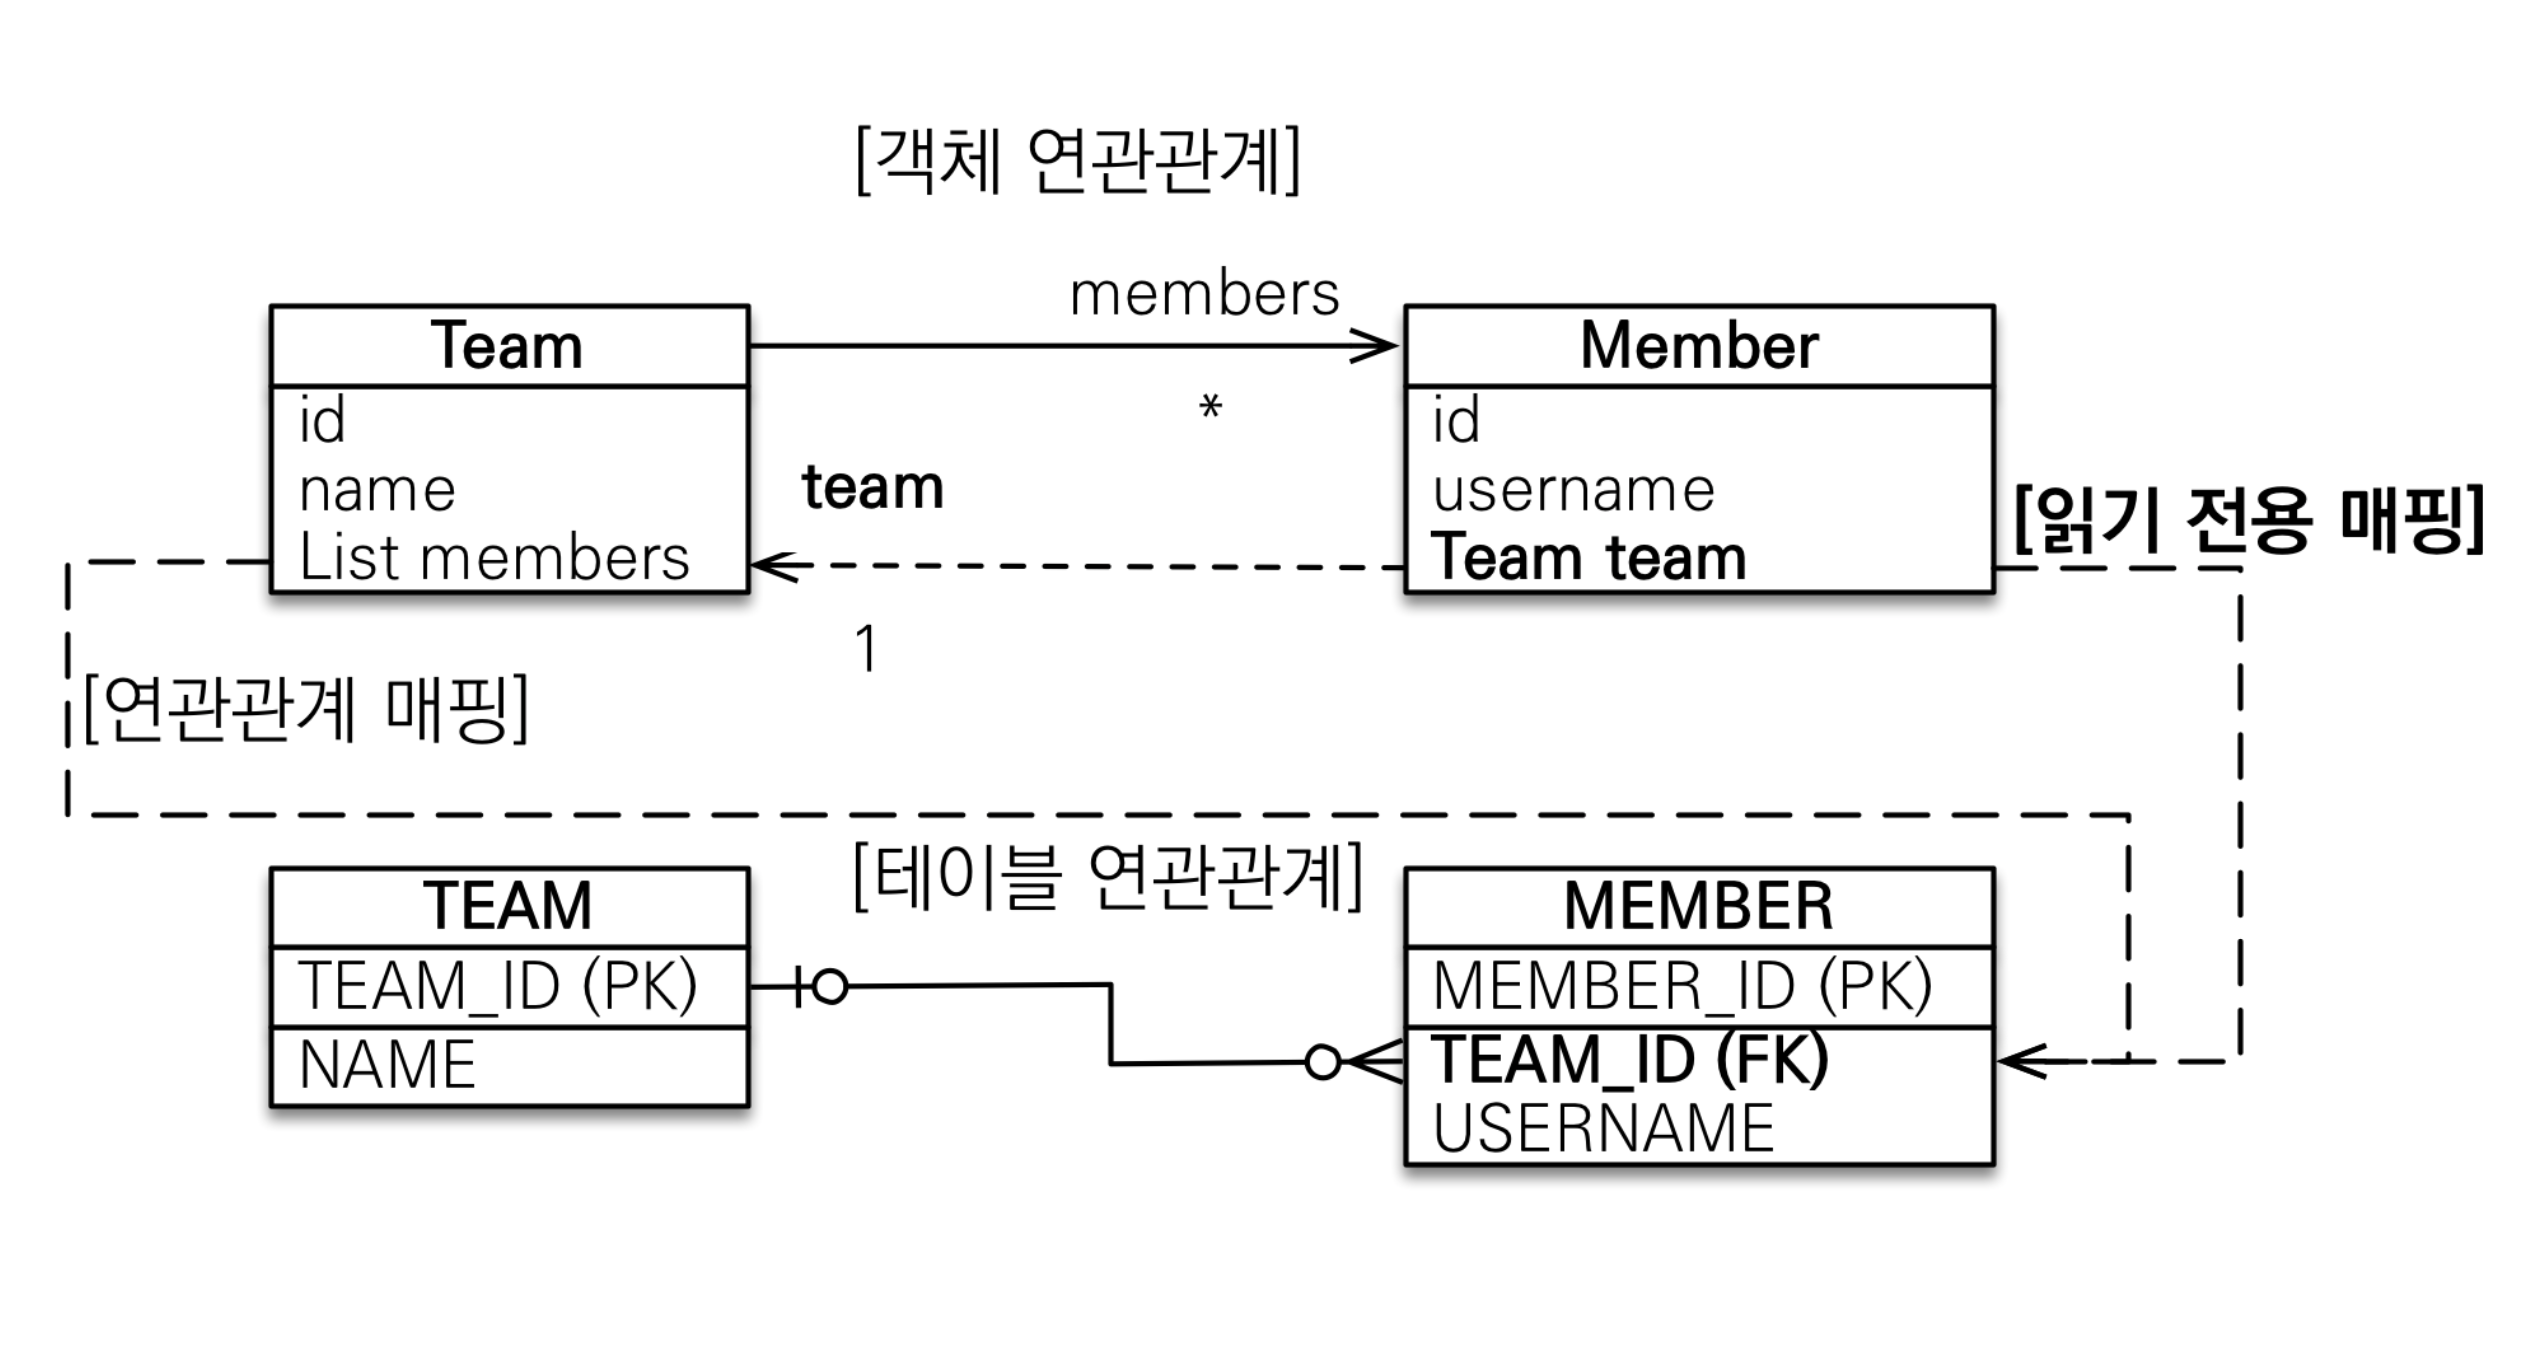 [객체 연관관계]
members
Team
id
name
List members
*
team
1
Member
id
username
Team team
[읽기 전용 매핑]
[연관관계 매핑]
[테이블 연관관계]
TEAM
TEAM_ID (PK)
NAME
MEMBER
MEMBER_ID (PK)
TEAM_ID (FK)
USERNAME